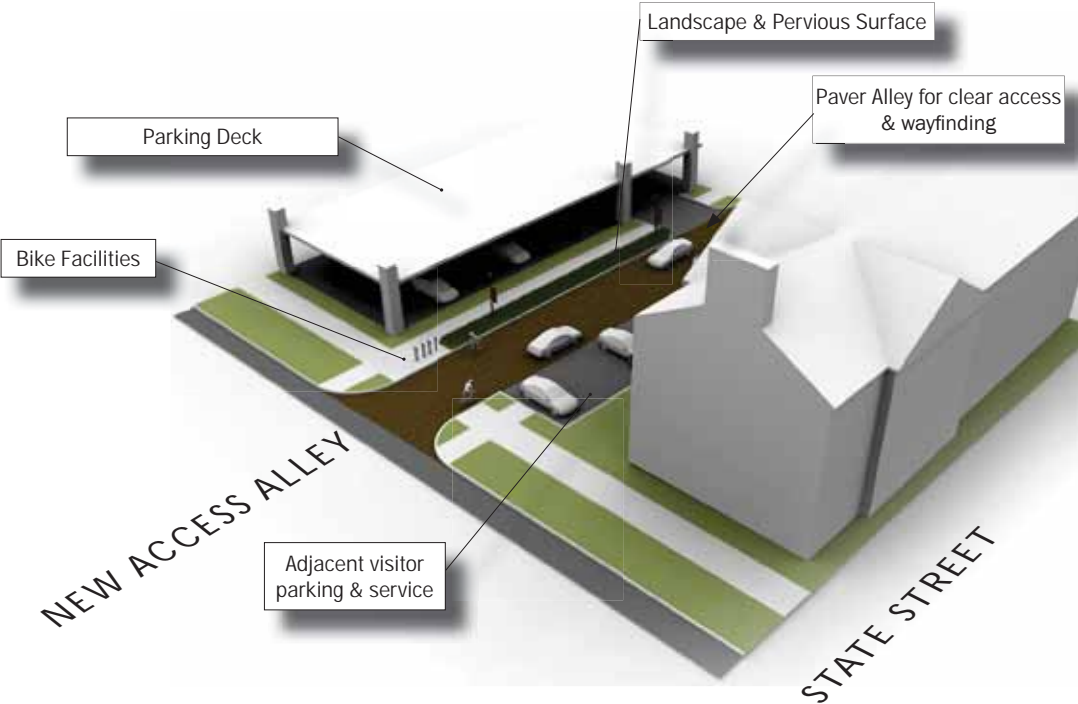 Landscape & Pervious Surface
Paver Alley for clear access
& wayfinding
Parking Deck
Bike Facilities
NEW ACCESS ALLEY
Adjacent visitor
parking & service
STATE STREET